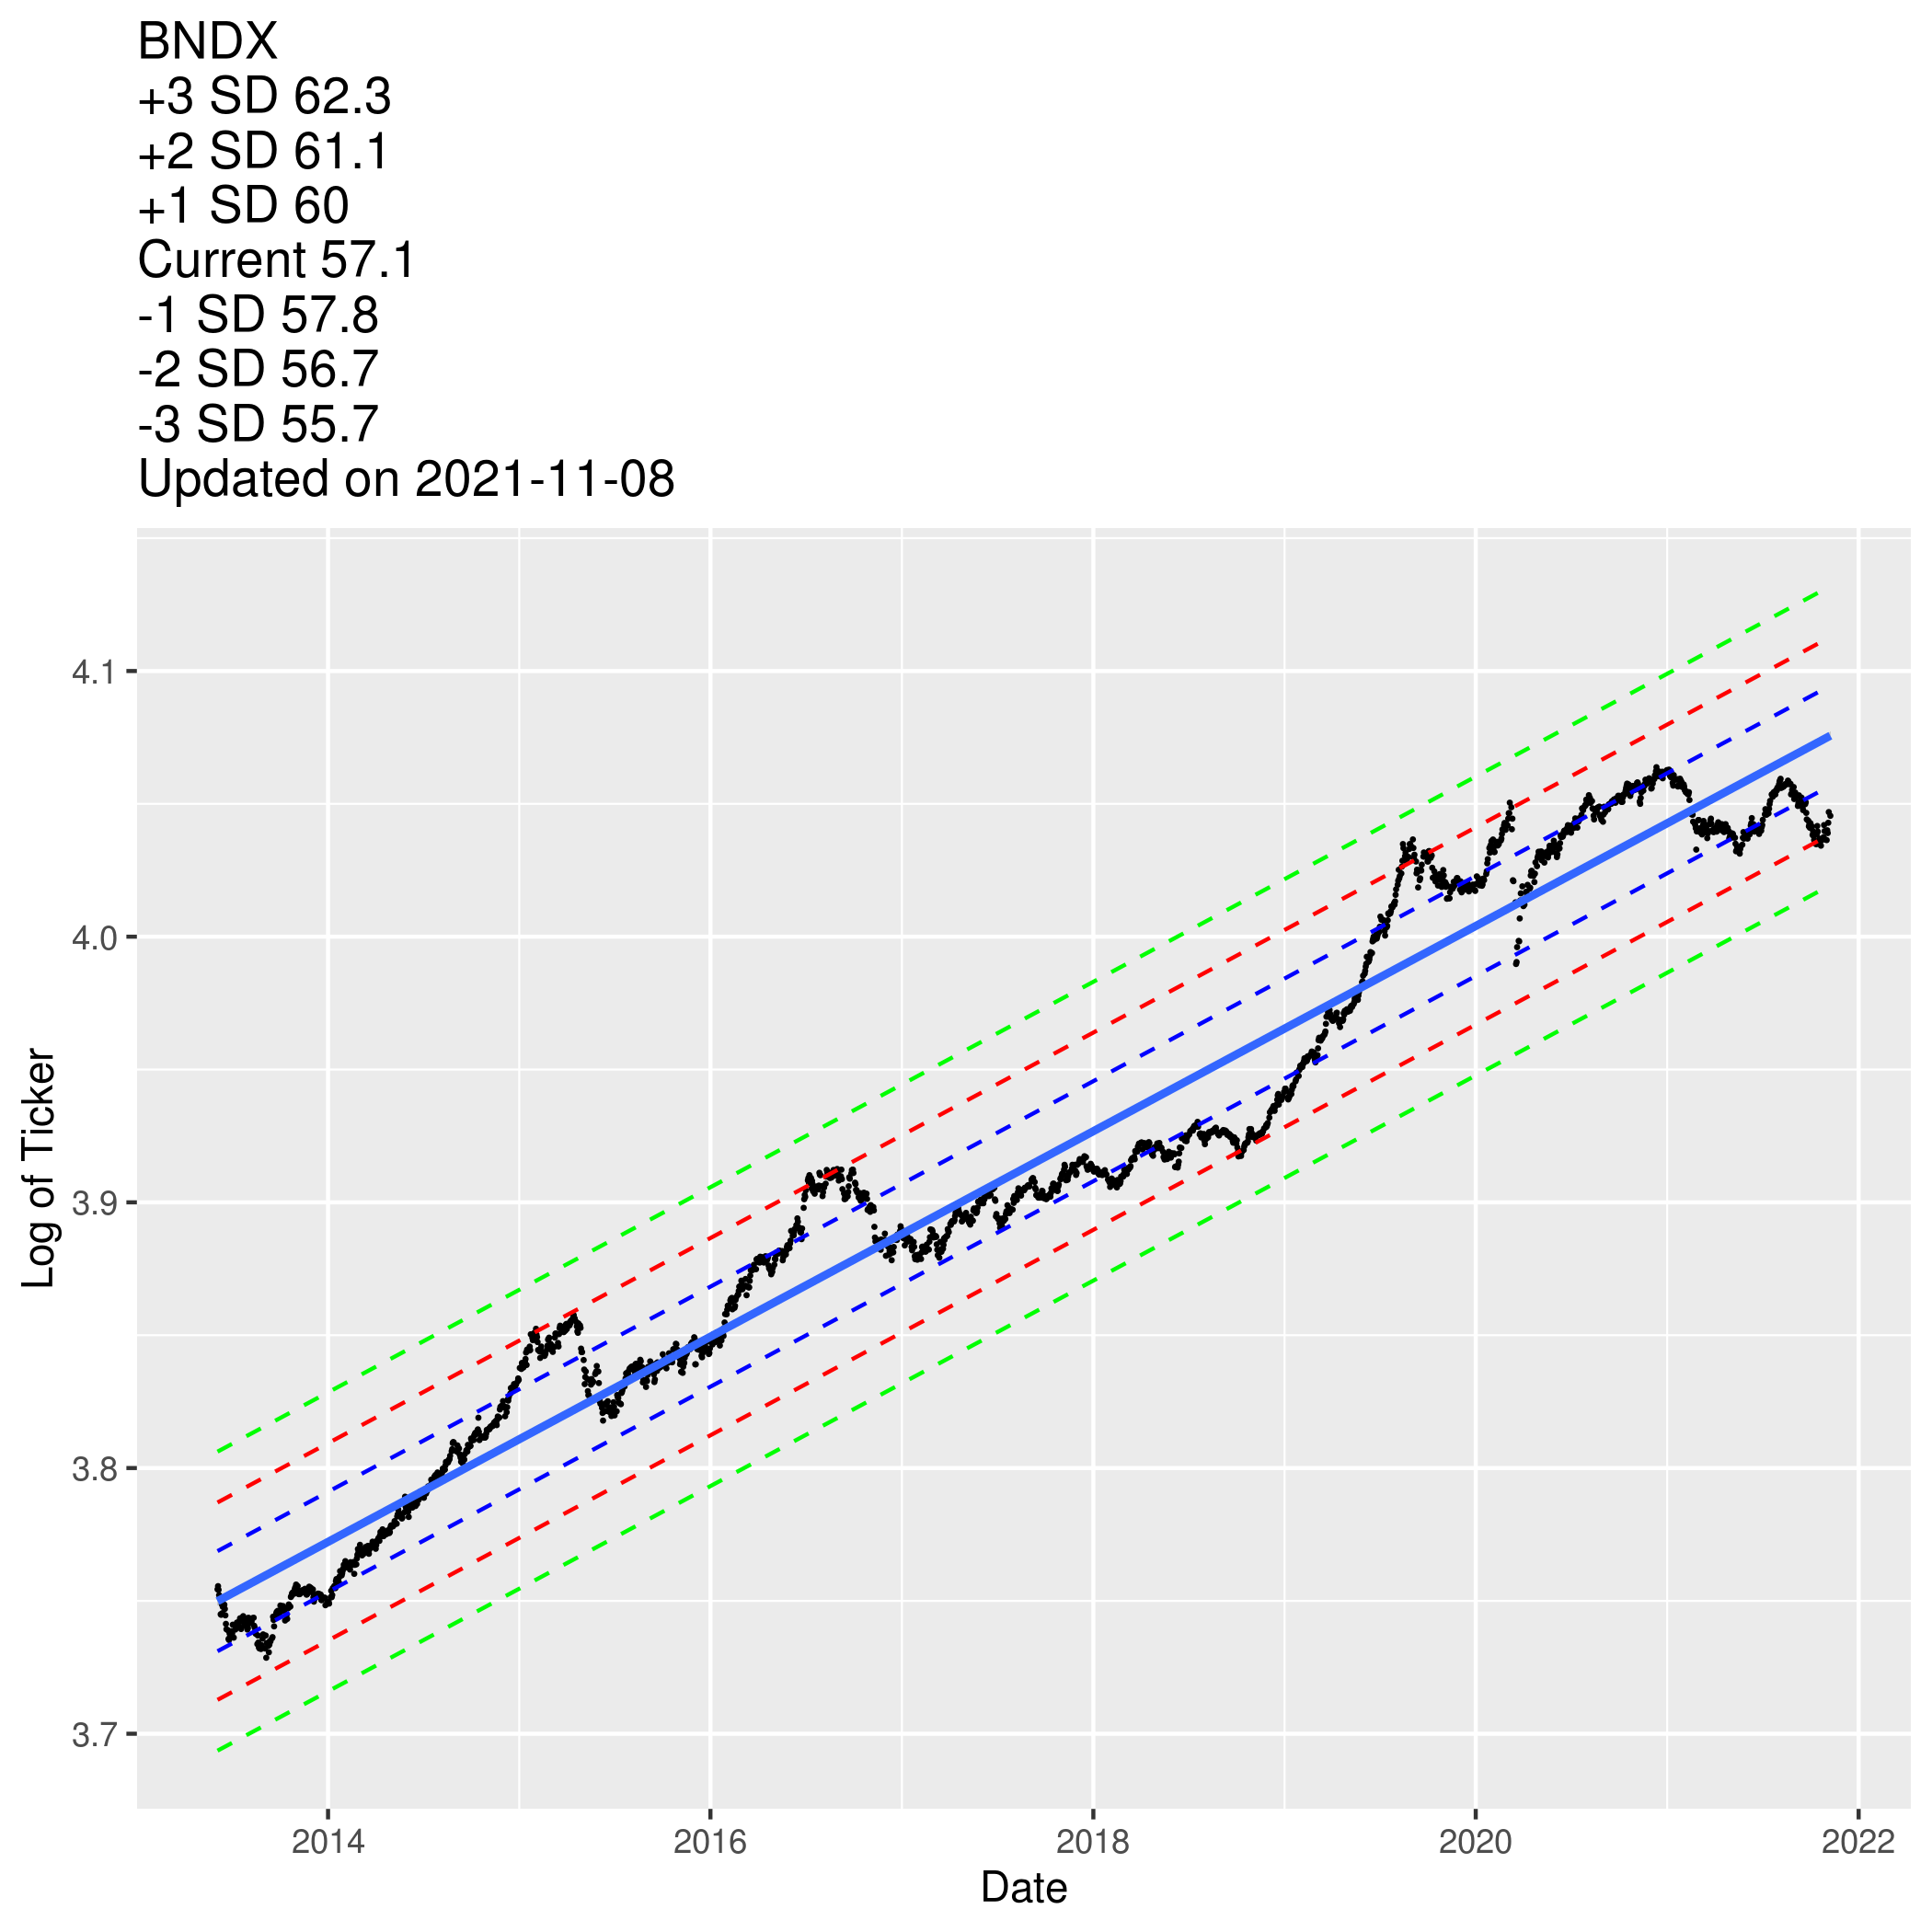 BNDX
+3 SD 62.3
+2 SD 61.1
+1 SD 60
Current 57.1
-1 SD 57.8
-2 SD 56.7
-3 SD 55.7
Updated on 2021-11-08
4.1
4.0
3.9
3.8
3.7
Log of Ticker
2014 2016 2018 2020 2022
Date